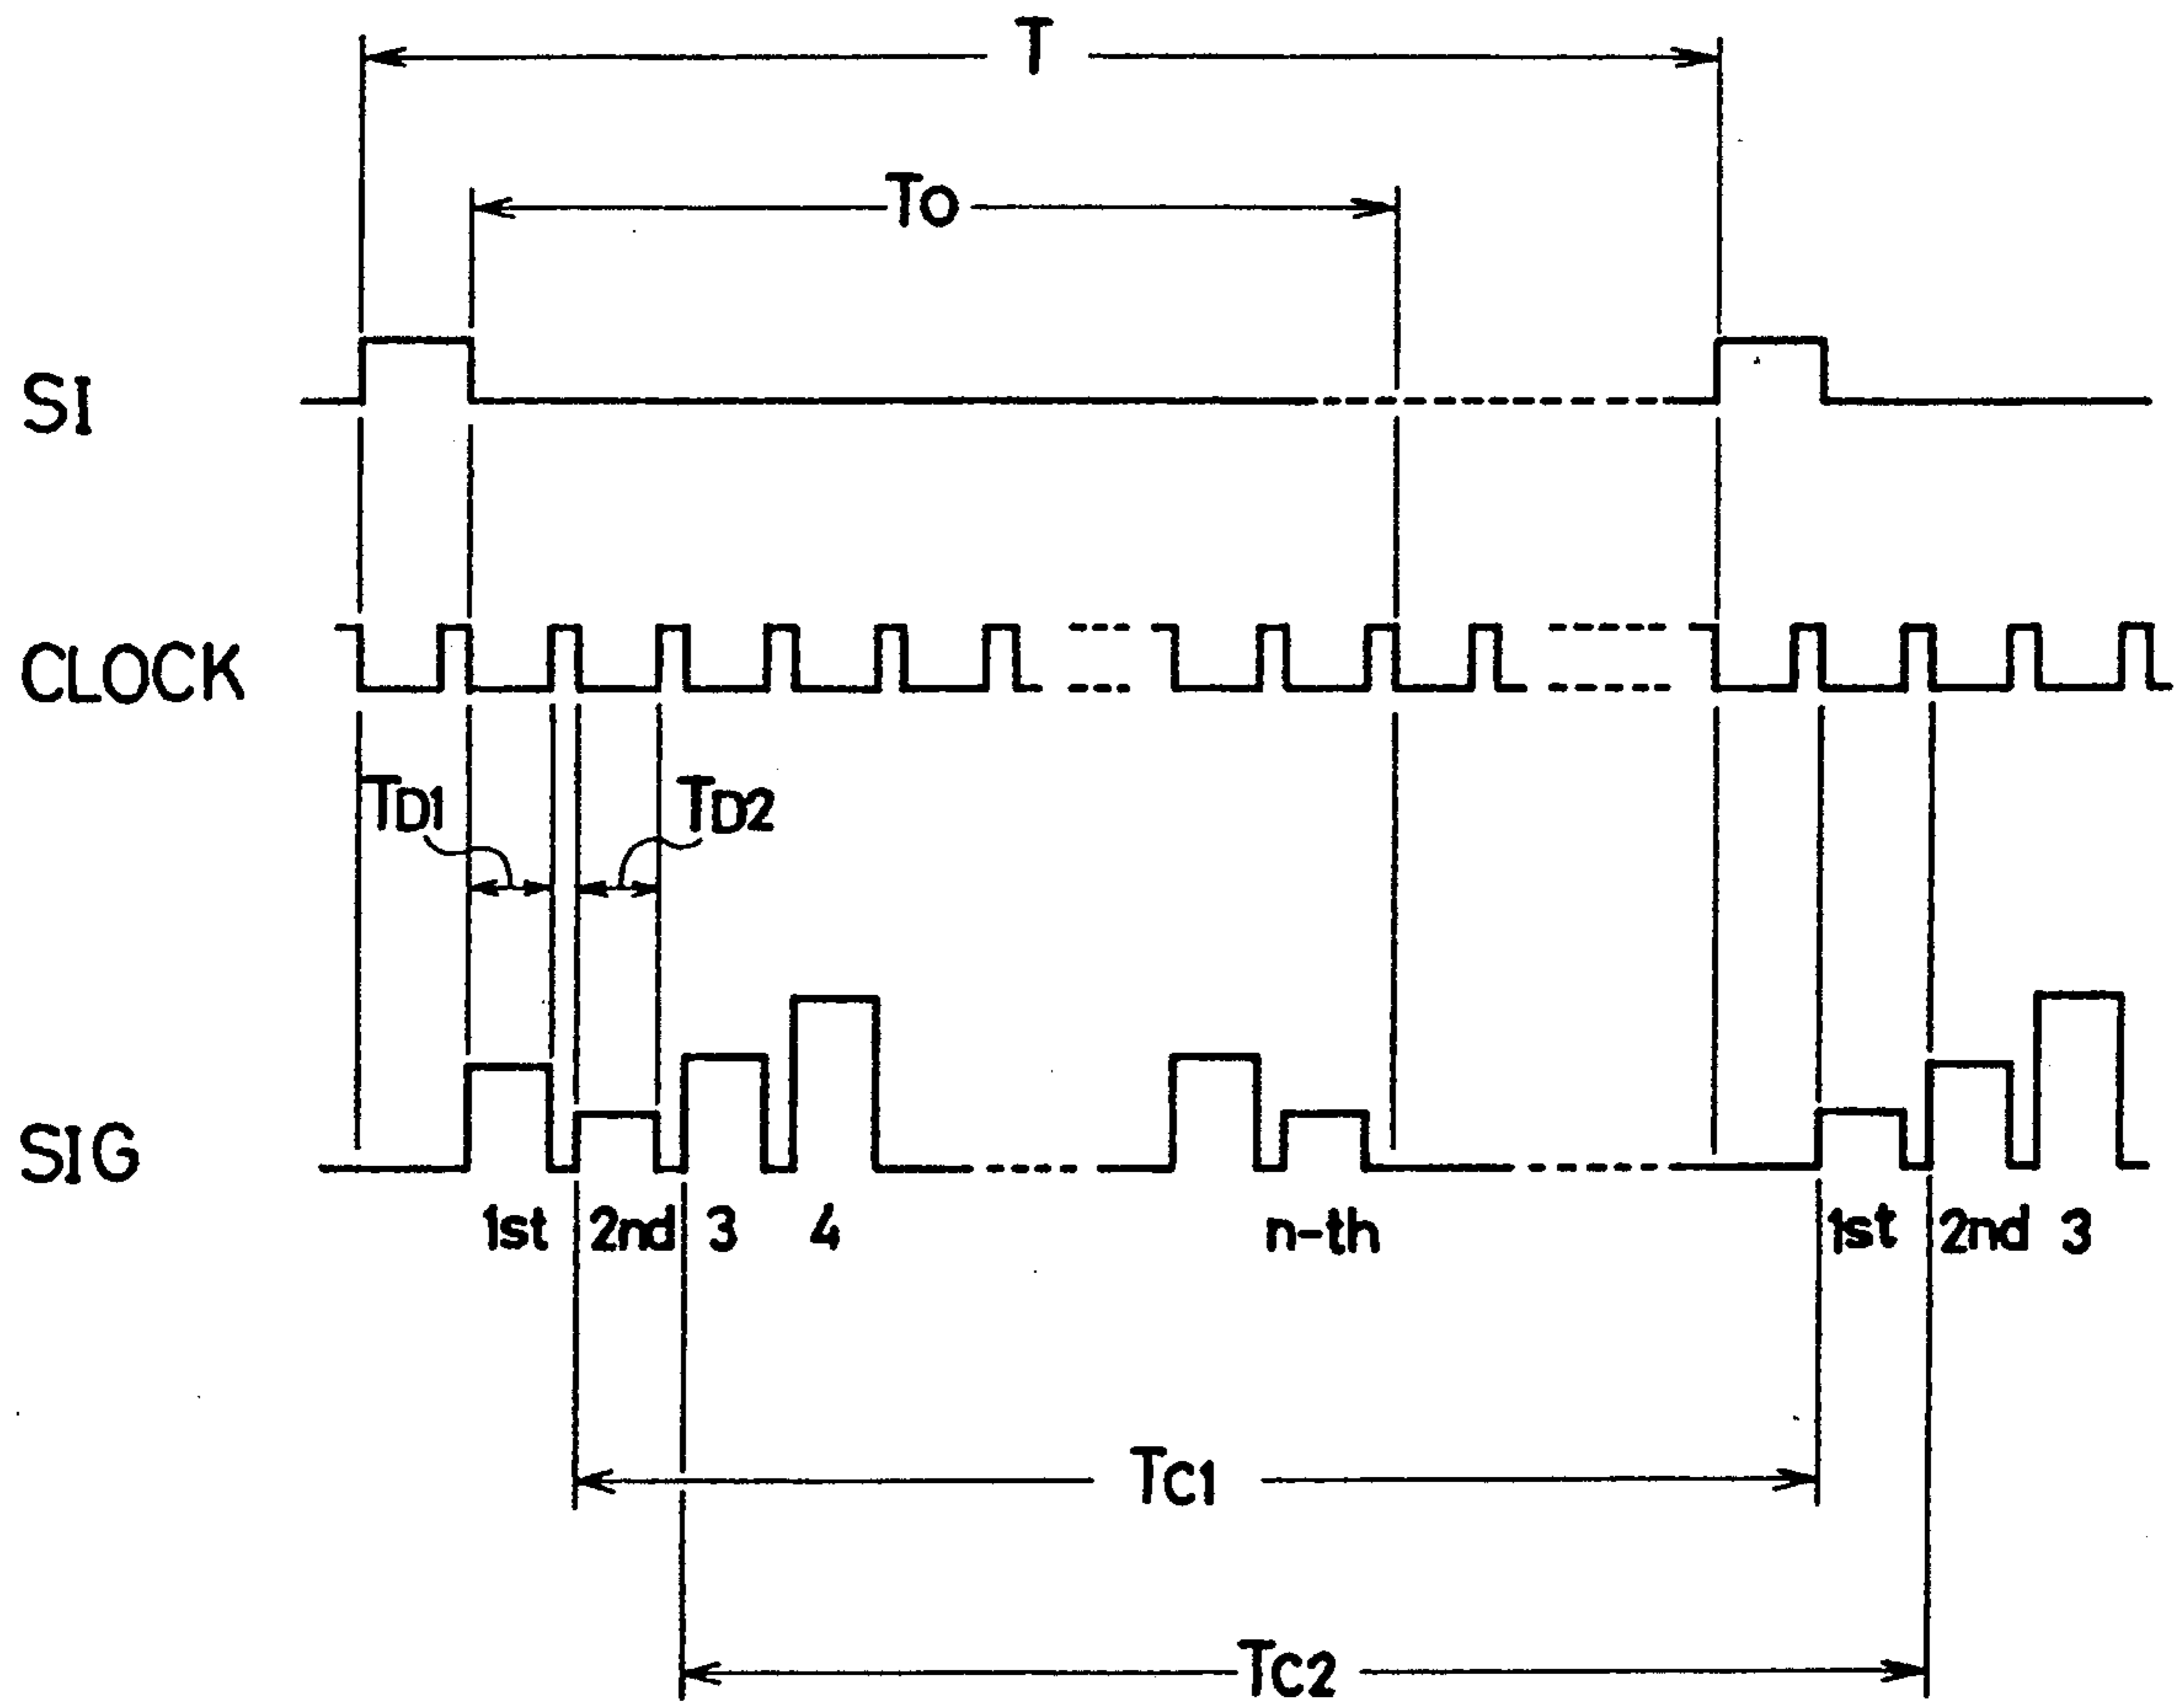 T
To
SI
CLOCK
TD1 TD2
SIG
1st 2nd 3 4 n-th 1st 2nd 3
TC1
TC2